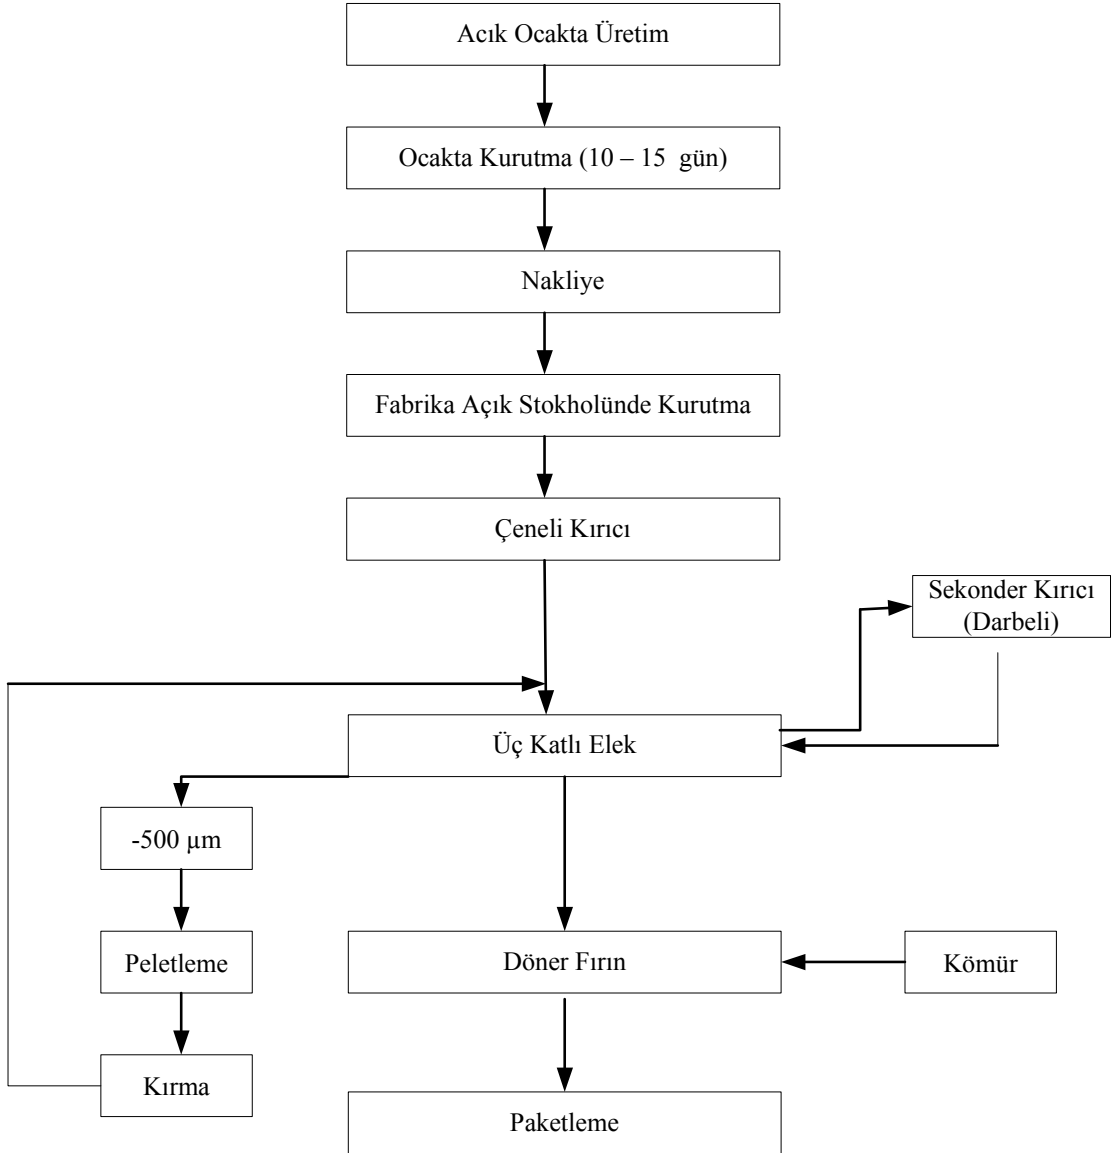 Acık Ocakta Üretim
Ocakta Kurutma (10 – 15 gün)
Nakliye
Fabrika Açık Stokholünde Kurutma
Çeneli Kırıcı
Sekonder Kırıcı
(Darbeli)
Üç Katlı Elek
-500 µm
Peletleme
Döner Fırın
Kömür
Kırma
Paketleme